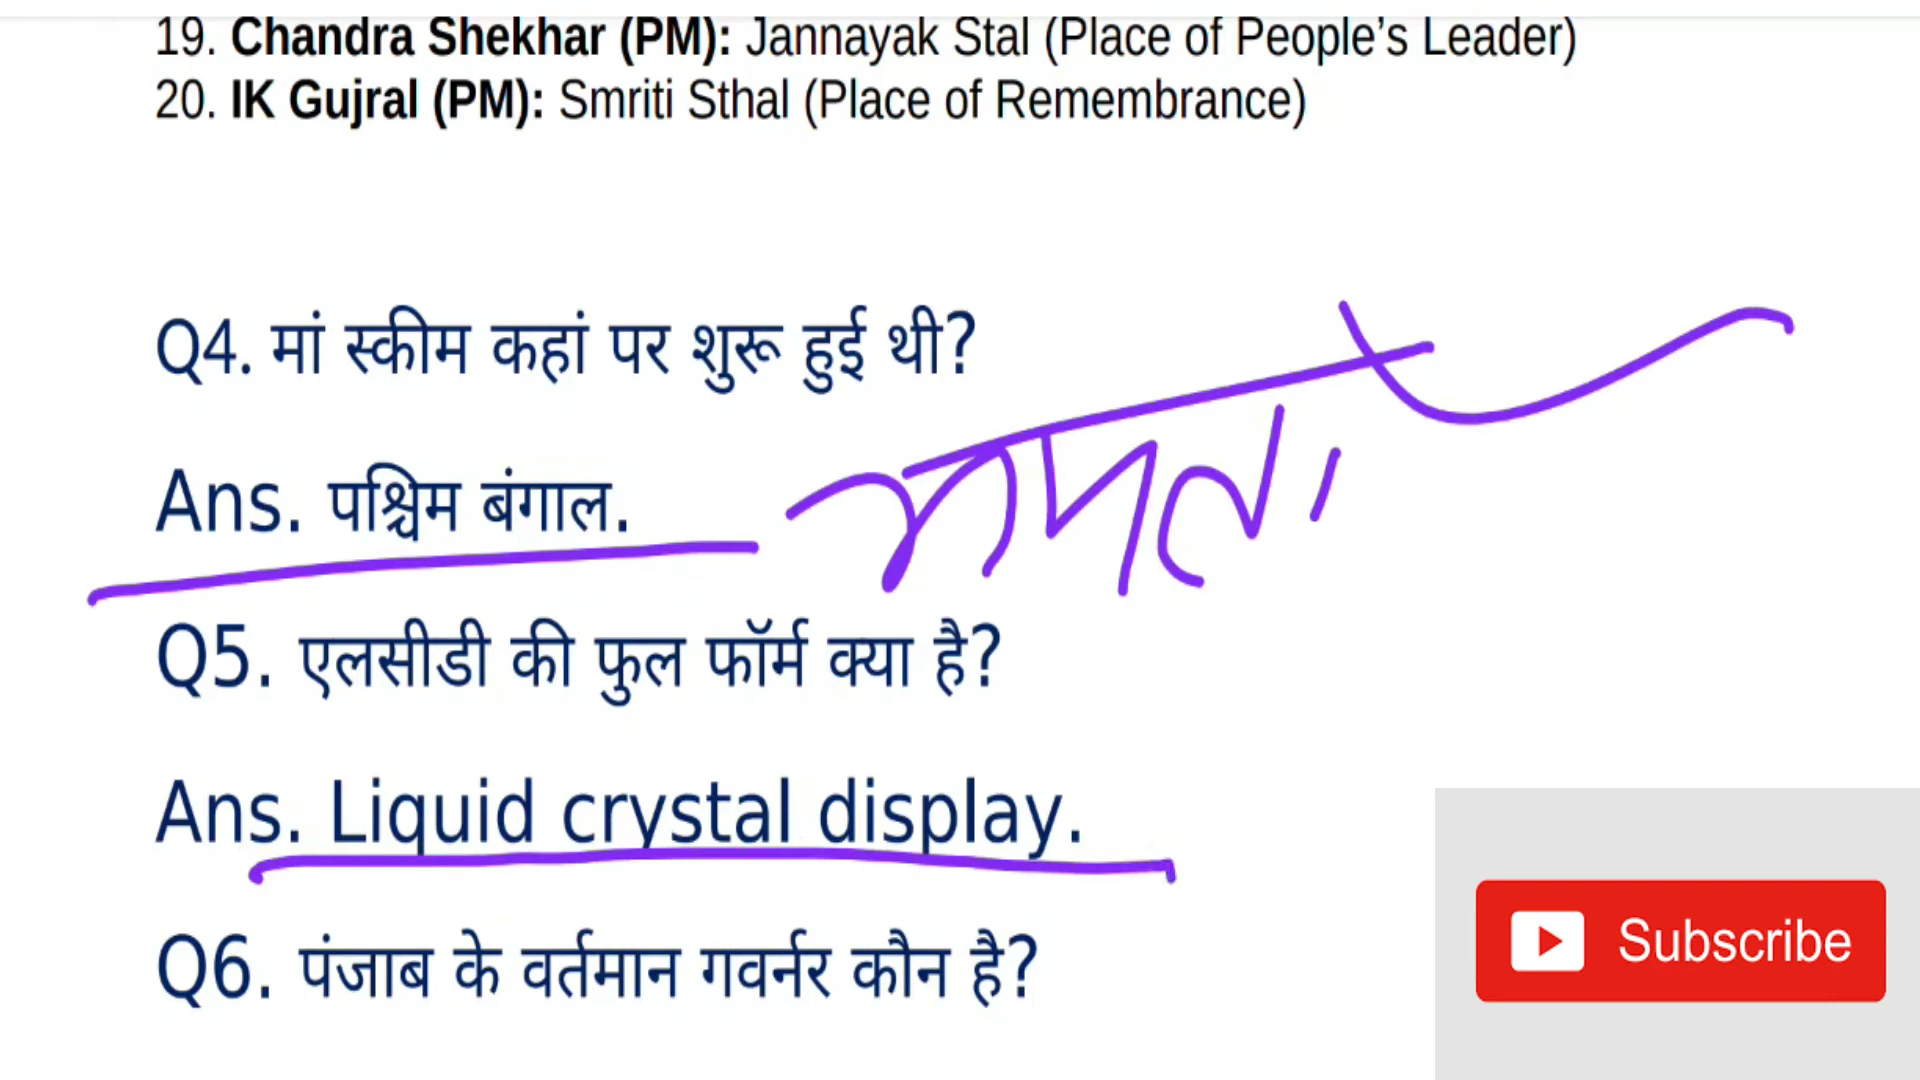 19. Chandra Shekhar (PM): Jannayak Stal (Place of People’s Leader)
20. IK Gujral (PM): Smriti Sthal (Place of Remembrance)
Q4. मां स्कीम कहां पर शुरू हुई थी?
Ans. पश्चिम बंगाल.
Q5. एलसीडी की फुल फॉर्म क्या है?
Ans. Liquid crystal display.
Q6. पंजाब के वर्तमान गवर्नर कौन है?
Subscribe